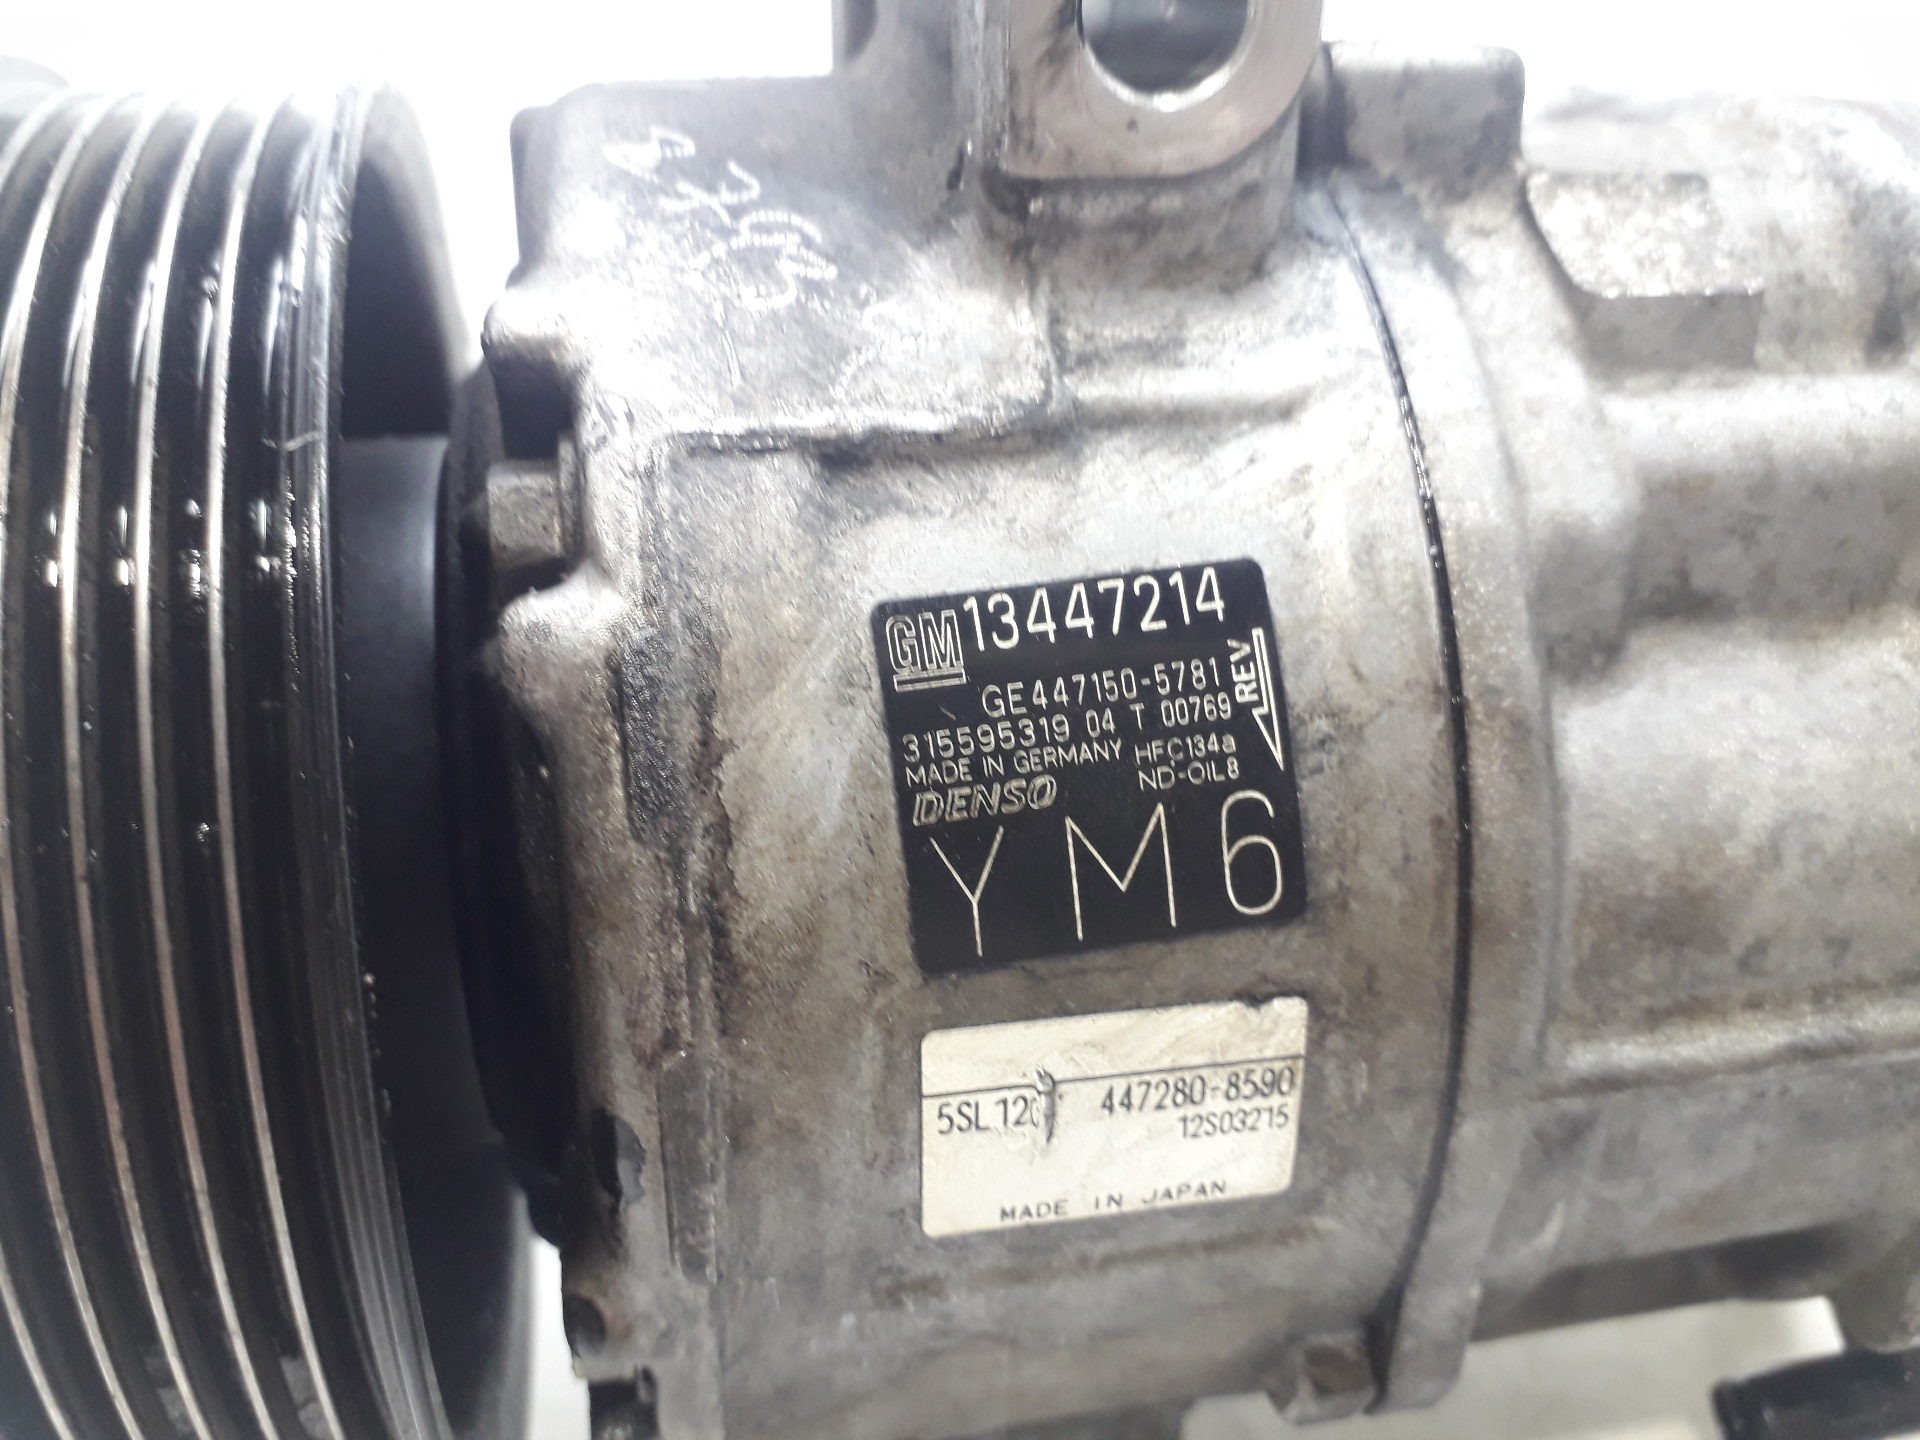 GM 13447214
GE447150-5781
REV
315595319 04 T 00769
MADE IN GERMANY HFC134a
ND-OIL8
DENSO
YM6
5SL12C 447280-8590
12S03215
MADE IN JAPAN